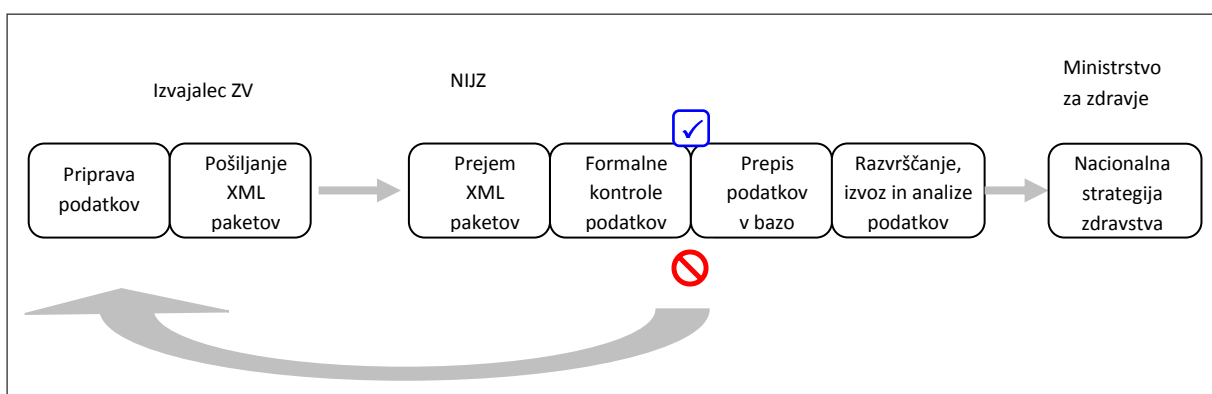 Izvajalec ZV
NIJZ
Ministrstvo
za zdravje
Priprava
podatkov
Pošiljanje
XML
paketov
Prejem
XML
paketov
Formalne
kontrole
podatkov
Prepis
podatkov
v bazo
Razvrščanje,
izvoz in analize
podatkov
Nacionalna
strategija
zdravstva